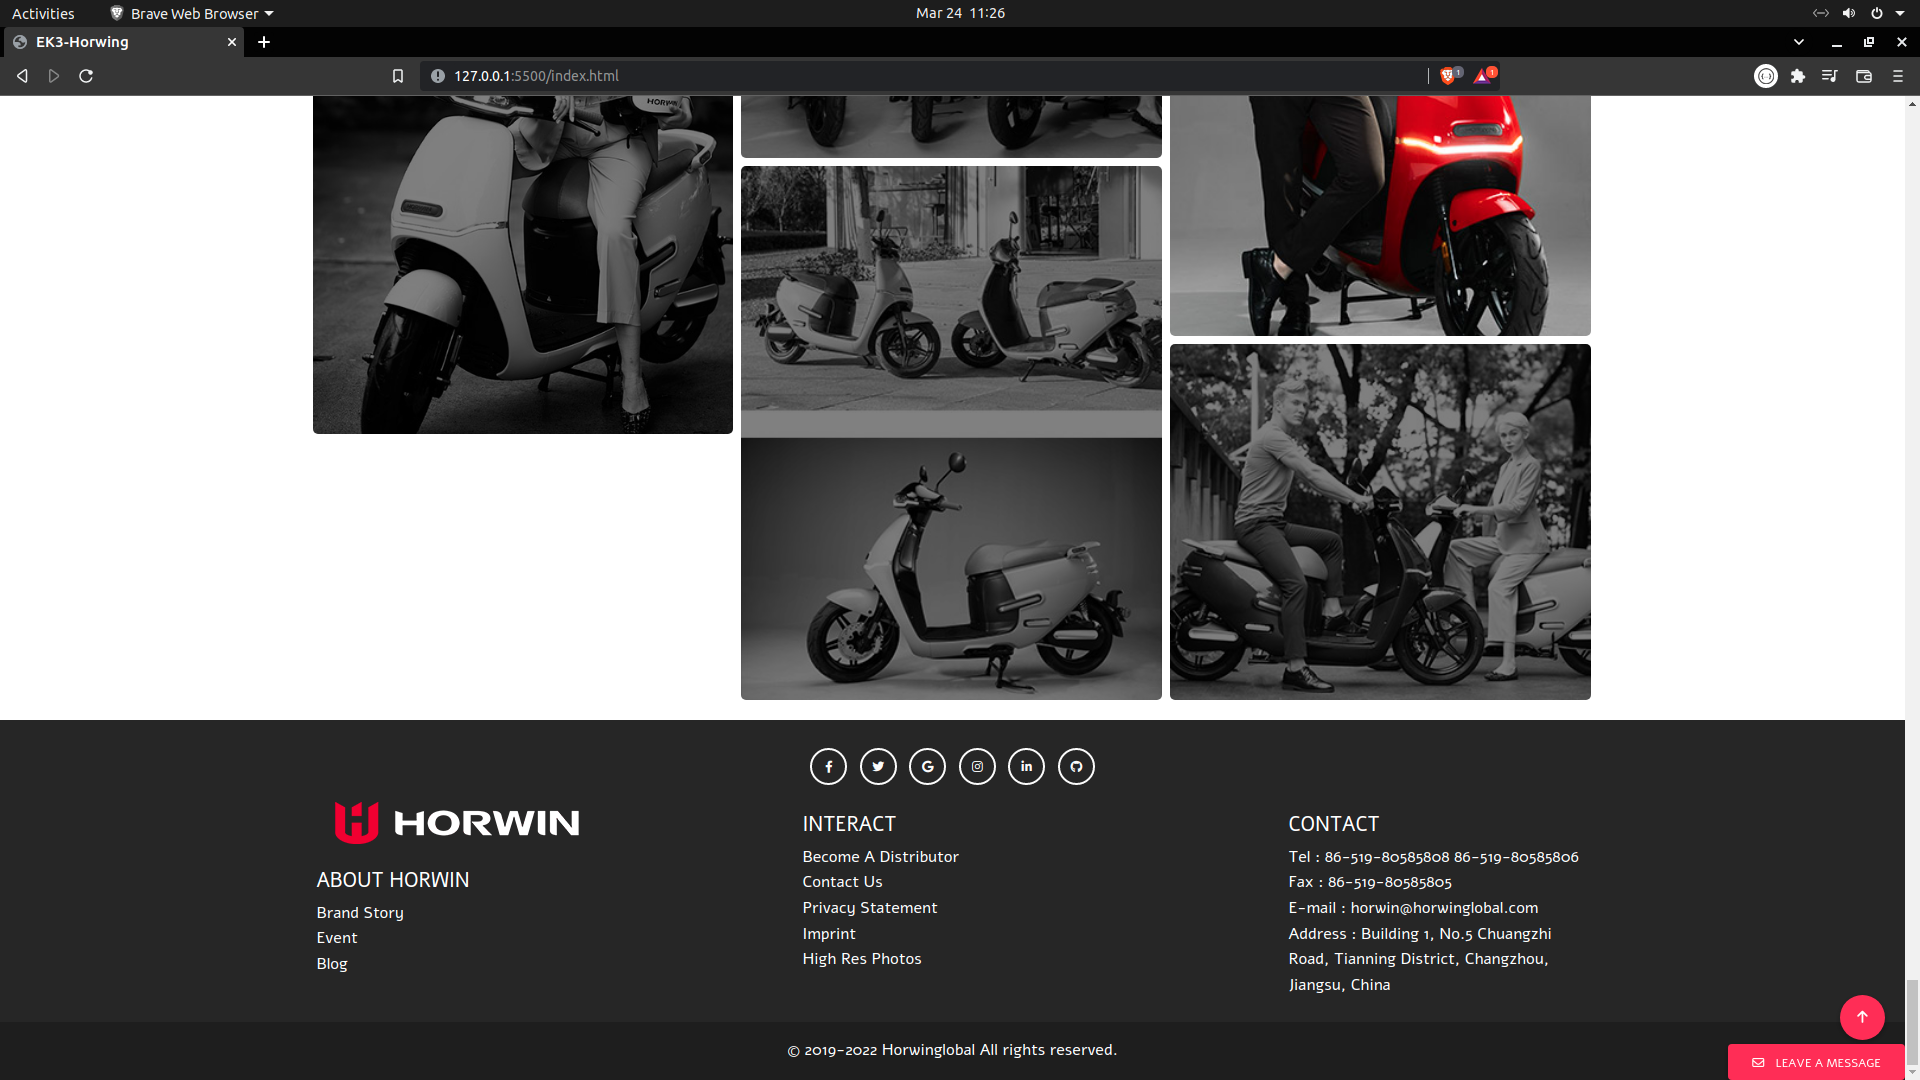 Activities
Brave Web Browser
Mar 24 11:26
EK3-Horwing
127.0.0.1:5500/index.html
1
1
HORWIN
HORWIN
ABOUT HORWIN
Brand Story
Event
Blog
INTERACT
Become A Distributor
Contact Us
Privacy Statement
Imprint
High Res Photos
CONTACT
Tel : 86-519-80585808 86-519-80585806
Fax : 86-519-80585805
E-mail : horwin@horwinglobal.com
Address : Building 1, No.5 Chuangzhi
Road, Tianning District, Changzhou,
Jiangsu, China
© 2019-2022 Horwinglobal All rights reserved.
LEAVE A MESSAGE